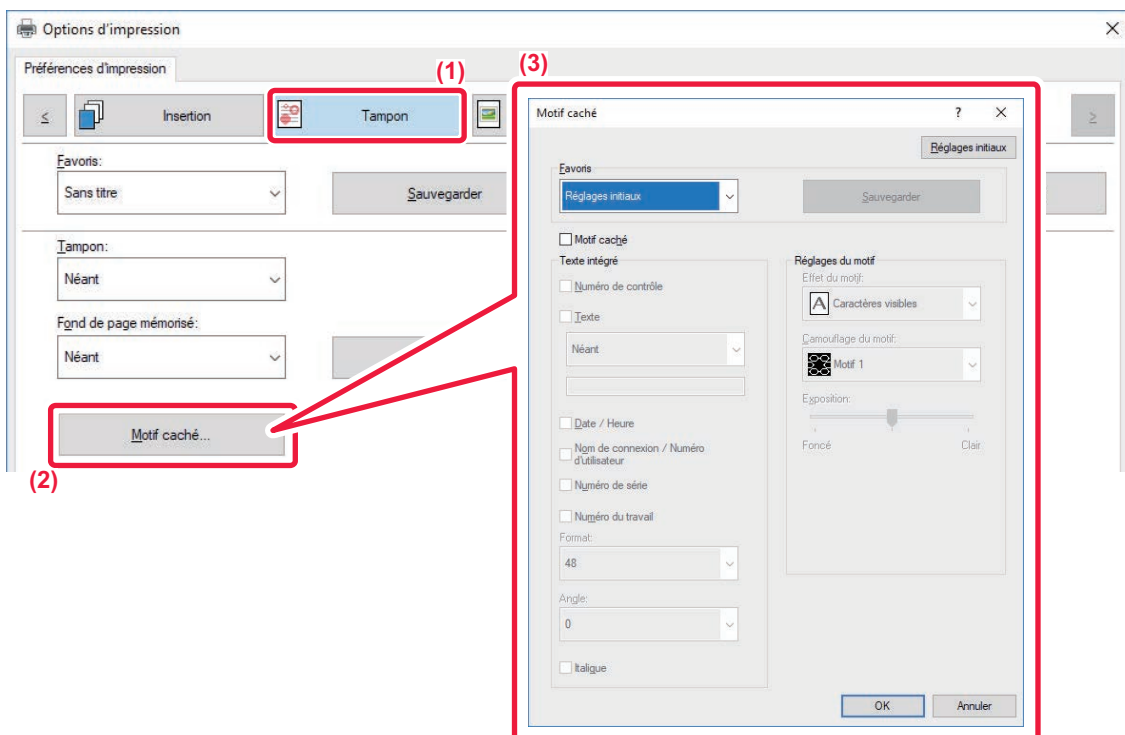 Options d'impression
Préférences d'impression
(1)
(3)
<
Insertion
Tampon
>
Favoris:
Sans titre
Sauvegarder
Tampon:
Néant
Fond de page mémorisé:
Néant
Motif caché...
(2)
Motif caché
?
Réglages initiaux
Favoris
Réglages initiaux
Sauvegarder
Motif caché
Texte intégré
Numéro de contrôle
Texte
Néant
Date / Heure
Nom de connexion / Numéro
d'utilisateur
Numéro de série
Numéro du travail
Format:
48
Angle:
0
Italique
Réglages du motif
Effet du motif:
A Caractères visibles
Camouflage du motif:
Motif 1
Exposition:
Foncé
Clair
OK
Annuler